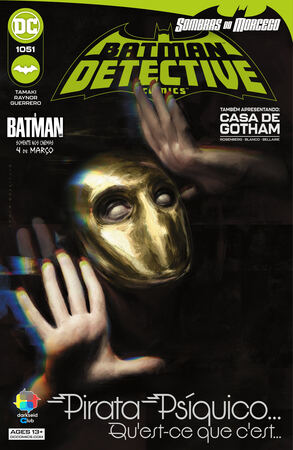 SOMBRAS DO MORCEGO
DC
1051
TAMAKI
RAYNOR
GUERRERO
BATMAN
DETECTIVE
COMICS™
BATMAN
SOMENTE NOS CINEMAS
4 DE MARÇO
TAMBÉM APRESENTANDO:
CASA DE
GOTHAM
ROSENBERG • BLANCO • BELLAIRE
Pirata Psíquico...
Qu'est-ce que c'est...
darkseid
Club
AGES 13+
DCCOMICS.COM